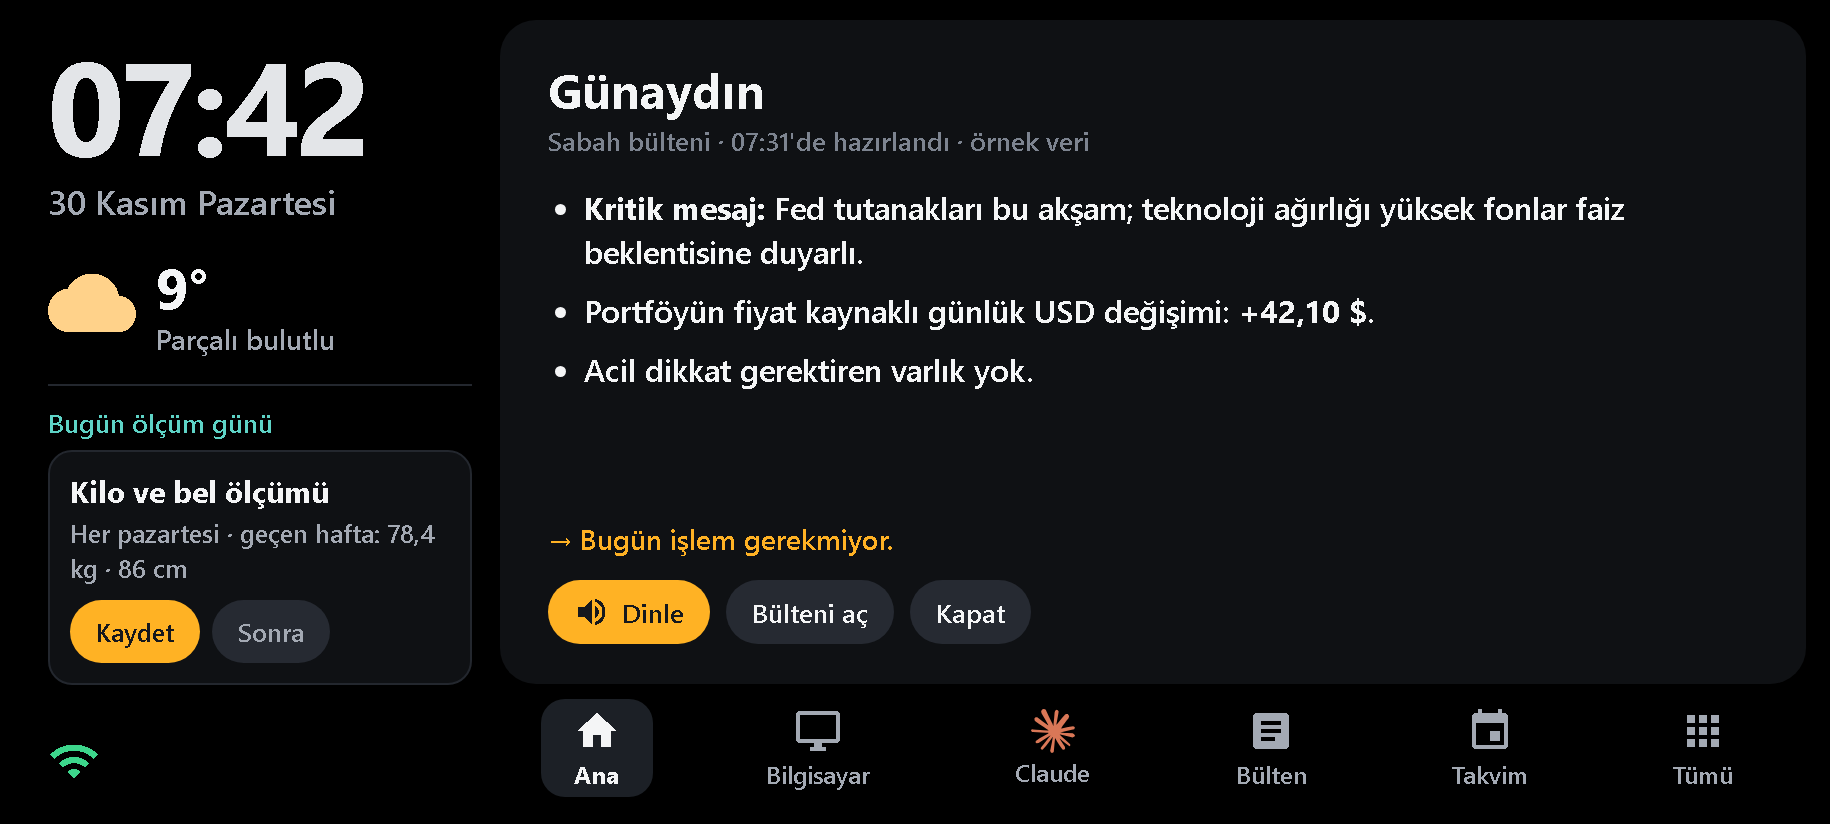 07:42
30 Kasım Pazartesi
9°
Parçalı bulutlu
Bugün ölçüm günü
Kilo ve bel ölçümü
Her pazartesi · geçen hafta: 78,4
kg · 86 cm
Kaydet
Sonra
Günaydın
Sabah bülteni · 07:31'de hazırlandı · örnek veri
• Kritik mesaj: Fed tutanakları bu akşam; teknoloji ağırlığı yüksek fonlar faiz
beklentisine duyarlı.
• Portföyün fiyat kaynaklı günlük USD değişimi: +42,10 $.
• Acil dikkat gerektiren varlık yok.
→ Bugün işlem gerekmiyor.
Dinle
Bülteni aç
Kapat
Ana
Bilgisayar
Claude
Bülten
Takvim
Tümü